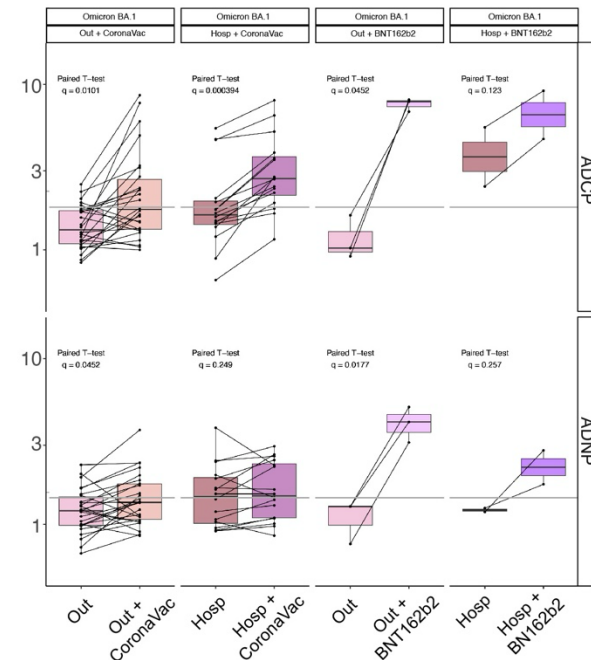 Omicron BA.1
Omicron BA.1
Omicron BA.1
Omicron BA.1
Out + CoronaVac
Hosp + CoronaVac
Out + BNT162b2
Hosp + BNT162b2
Paired T−test
q = 0.0101
Paired T−test
q = 0.000394
Paired T−test
q = 0.0452
Paired T−test
q = 0.123
10
3
1
ADCP
Paired T−test
q = 0.0452
Paired T−test
q = 0.249
Paired T−test
q = 0.0177
Paired T−test
q = 0.257
10
3
1
ADNP
Out
Out +
CoronaVac
Hosp
Hosp +
CoronaVac
Out
Out +
BNT162b2
Hosp
Hosp +
BN162b2